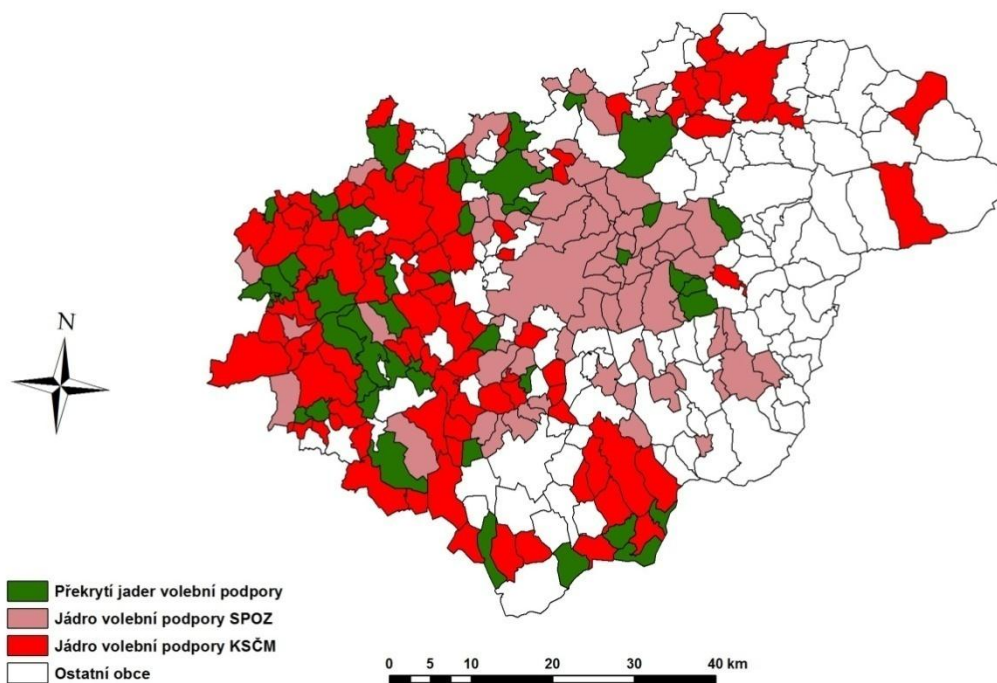 N
Překrytí jader volební podpory
Jádro volební podpory SPOZ
Jádro volební podpory KSČM
Ostatní obce
0 5 10 20 30 40 km